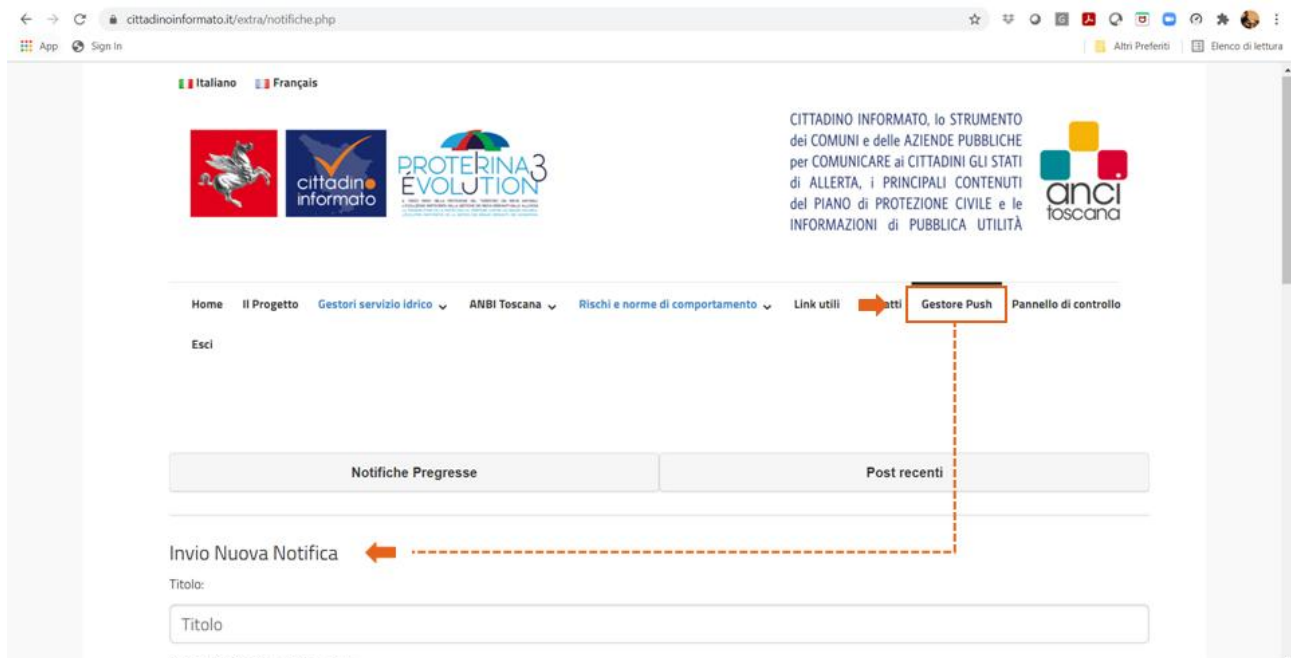 cittadinoinformato.it/extra/notifiche.php
App Sign In Altri Preferiti Elenco di lettura
Italiano Français
cittadino
informato
PROTERINA3
ÉVOLUTION
CITTADINO INFORMATO, lo STRUMENTO
dei COMUNI e delle AZIENDE PUBBLICHE
per COMUNICARE ai CITTADINI GLI STATI
di ALLERTA, i PRINCIPALI CONTENUTI
del PIANO di PROTEZIONE CIVILE e le
INFORMAZIONI di PUBBLICA UTILITÀ
anci
toscana
Home Il Progetto Gestori servizio idrico ANBI Toscana Rischi e norme di comportamento Link utili atti Gestore Push Pannello di controllo
Esci
Notifiche Pregresse Post recenti
Invio Nuova Notifica
Titolo:
Titolo